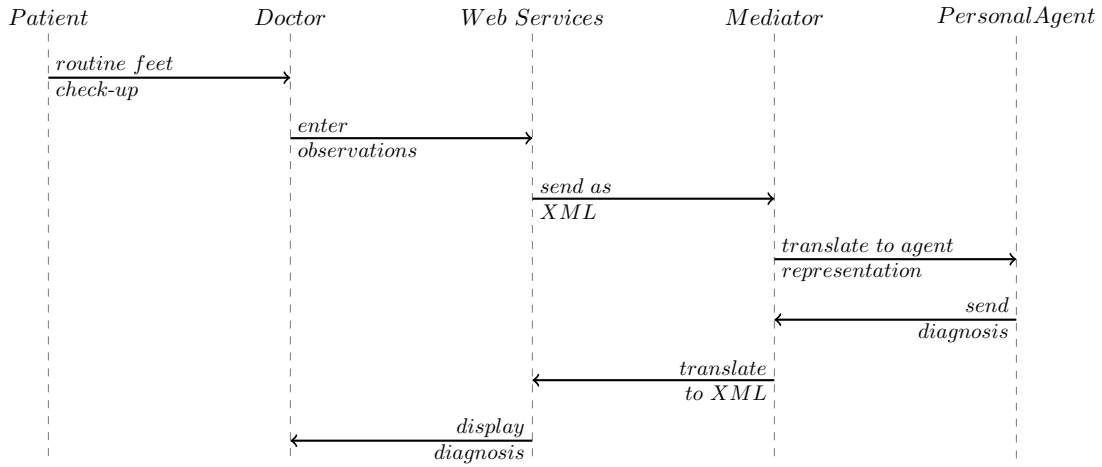 Patient Doctor Web Services Mediator PersonalAgent
routine feet
check-up
enter
observations
send as
XML
translate to agent
representation
send
diagnosis
translate
to XML
display
diagnosis